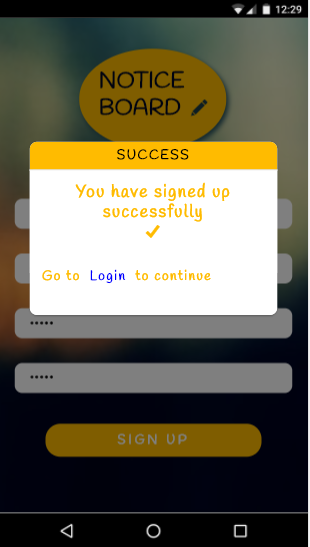 12:29
NOTICE
BOARD
SUCCESS
You have signed up
successfully
Go to Login to continue
•••••
•••••
SIGN UP